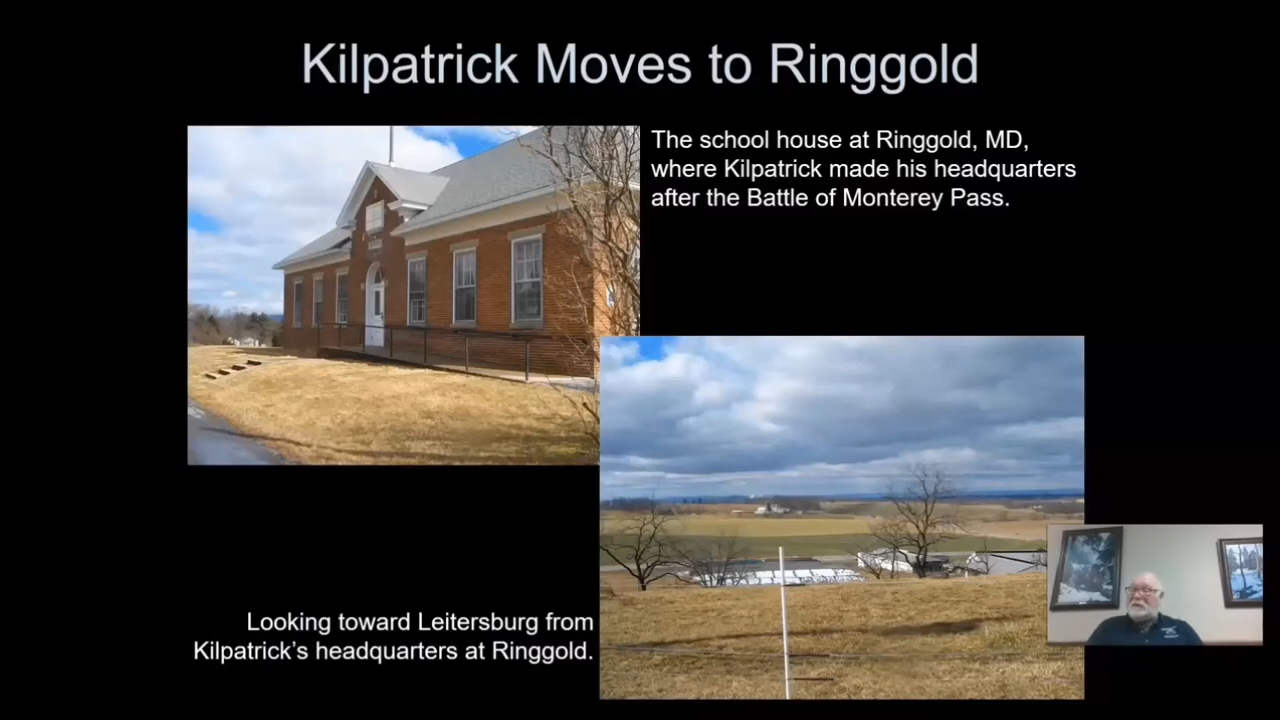 Kilpatrick Moves to Ringgold
The school house at Ringgold, MD,
where Kilpatrick made his headquarters
after the Battle of Monterey Pass.
Looking toward Leitersburg from
Kilpatrick's headquarters at Ringgold.